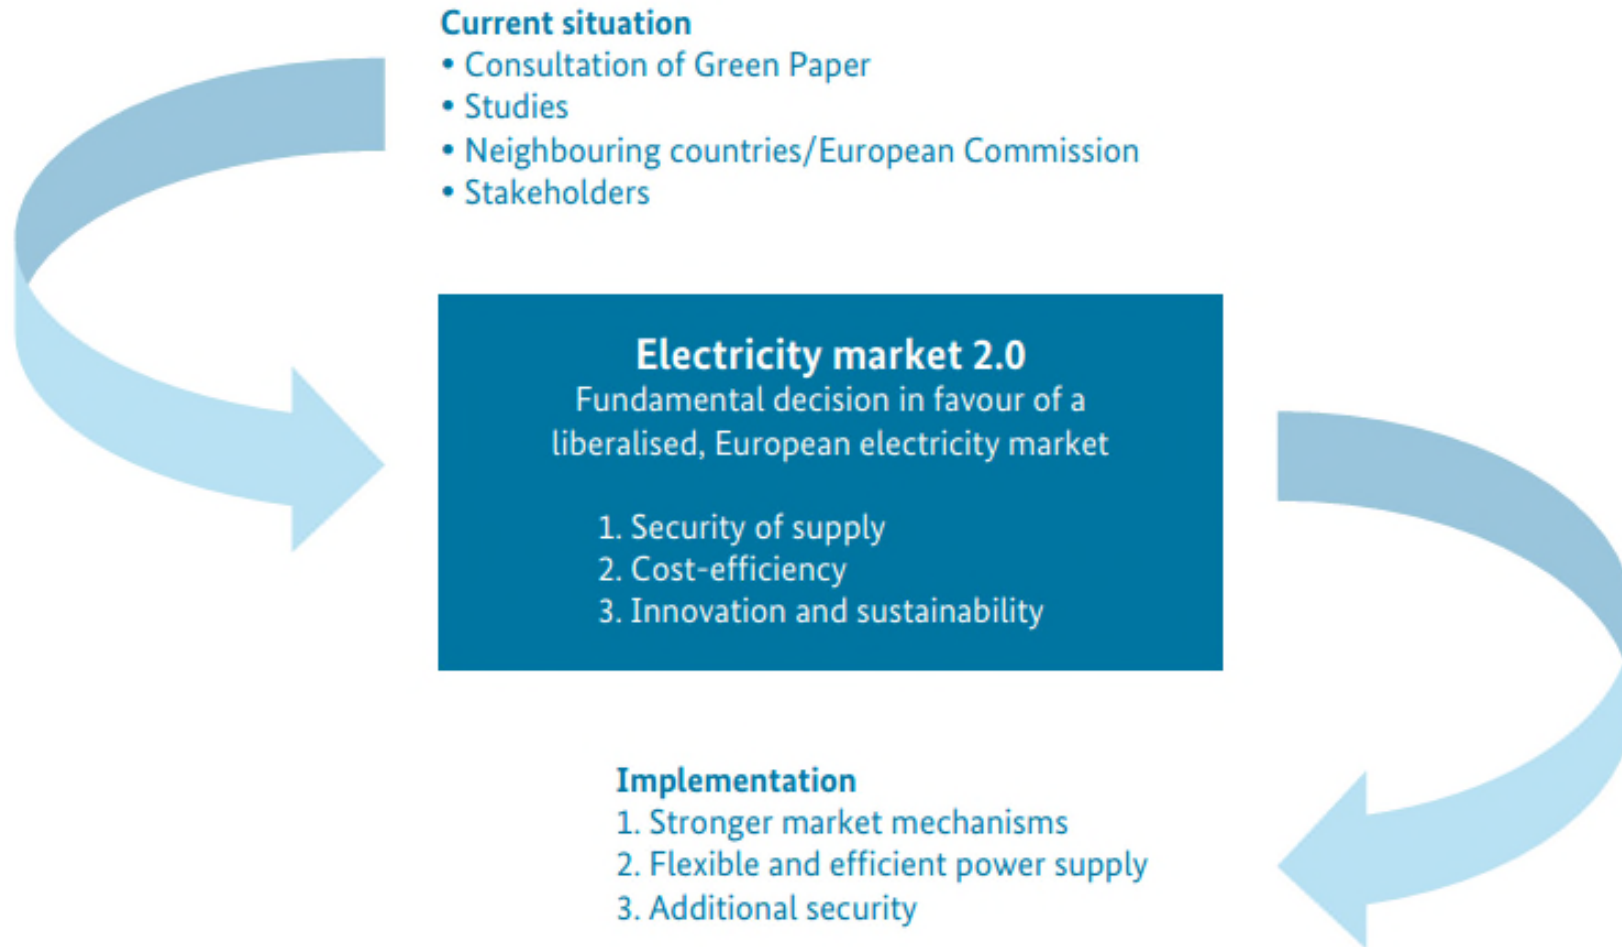 Current situation
• Consultation of Green Paper
• Studies
• Neighbouring countries/European Commission
• Stakeholders
Electricity market 2.0
Fundamental decision in favour of a
liberalised, European electricity market
1. Security of supply
2. Cost-efficiency
3. Innovation and sustainability
Implementation
1. Stronger market mechanisms
2. Flexible and efficient power supply
3. Additional security